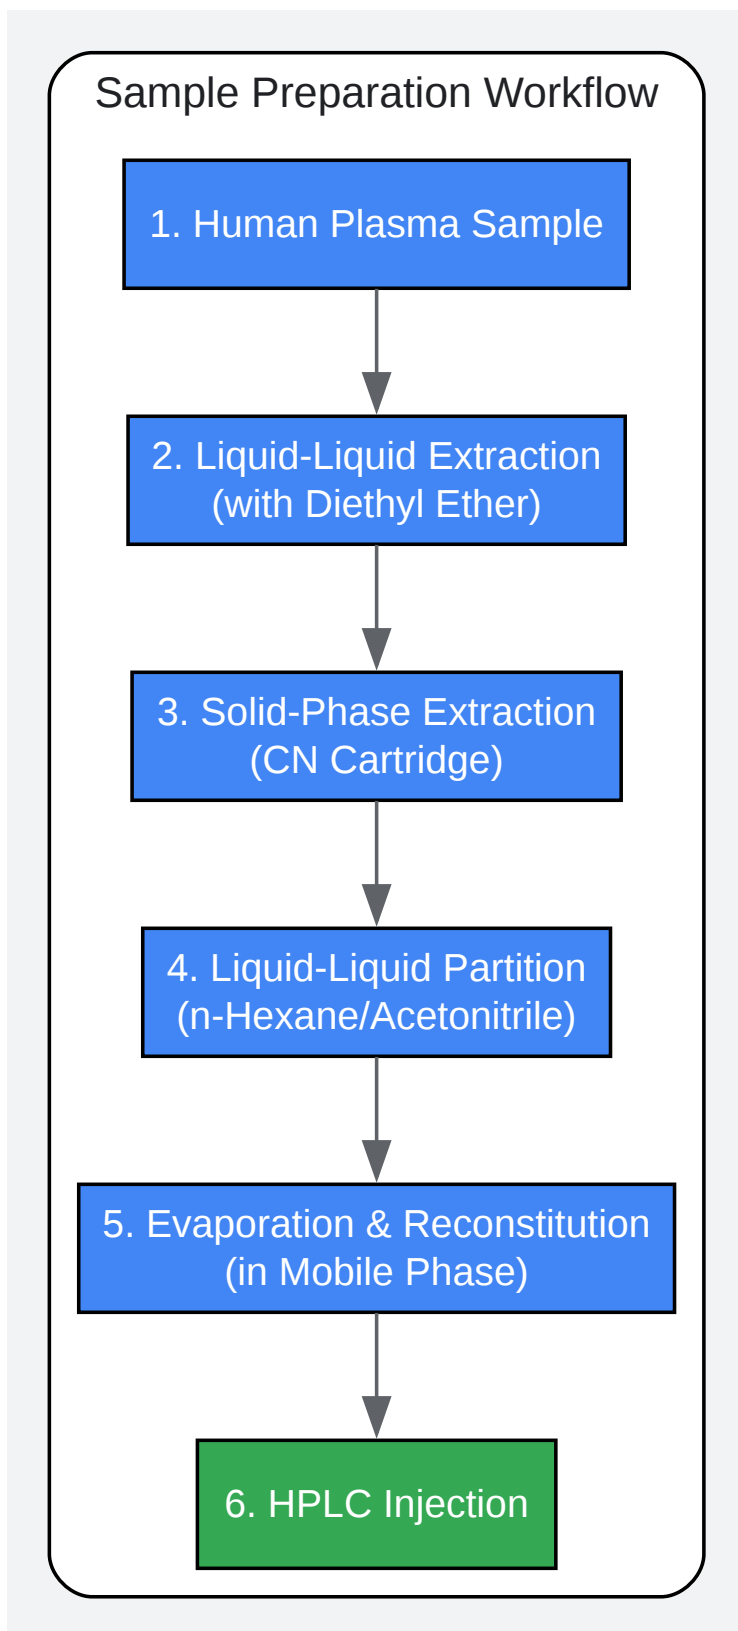 Sample Preparation Workflow
1. Human Plasma Sample
2. Liquid-Liquid Extraction
(with Diethyl Ether)
3. Solid-Phase Extraction
(CN Cartridge)
4. Liquid-Liquid Partition
(n-Hexane/Acetonitrile)
5. Evaporation & Reconstitution
(in Mobile Phase)
6. HPLC Injection